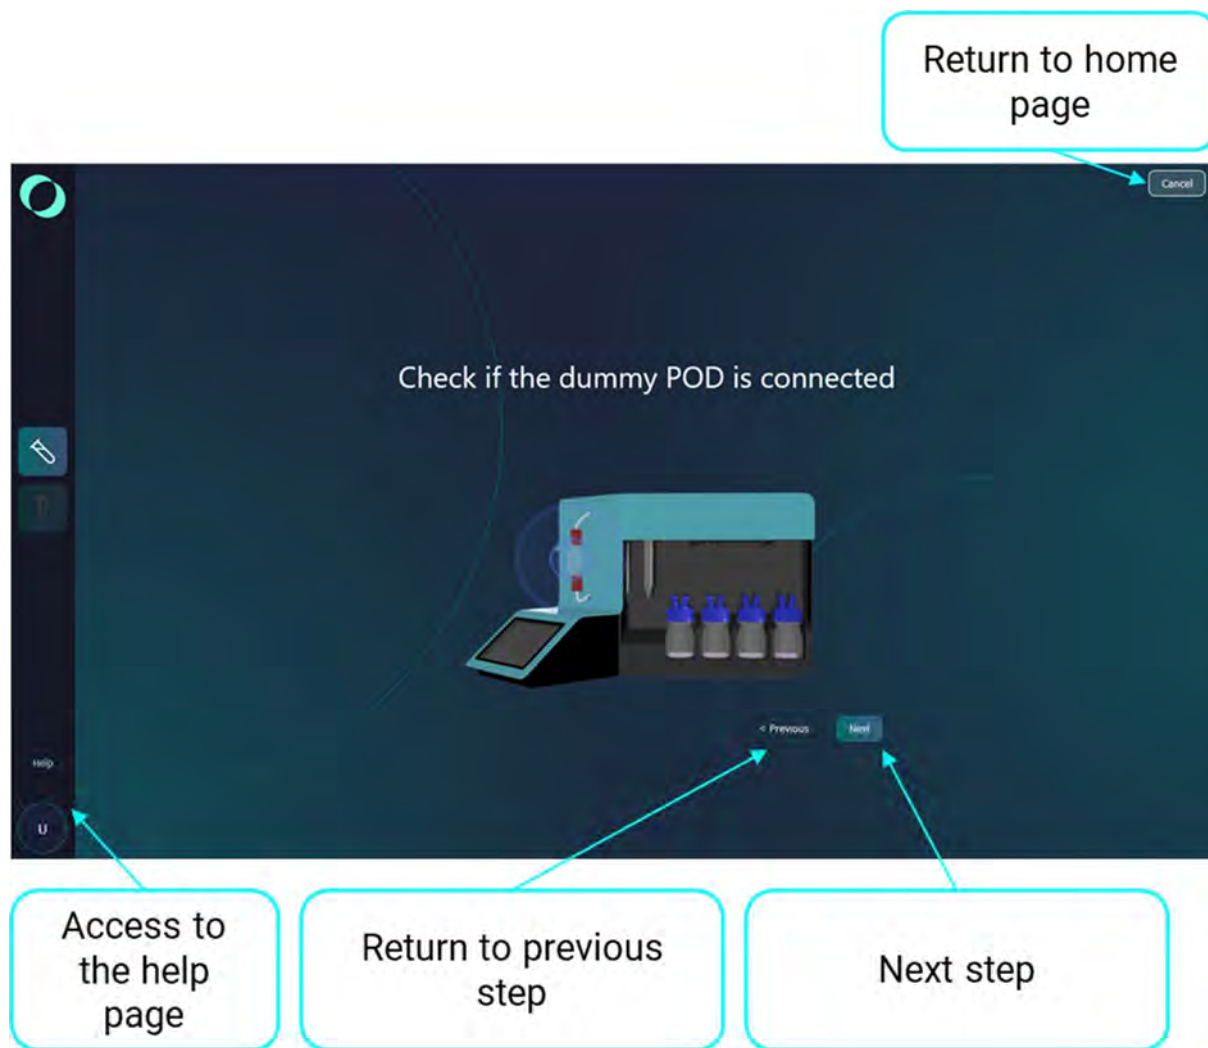 Return to home
page
Cancel
Check if the dummy POD is connected
< Previous
Next
Help
U
Access to
the help
page
Return to previous
step
Next step